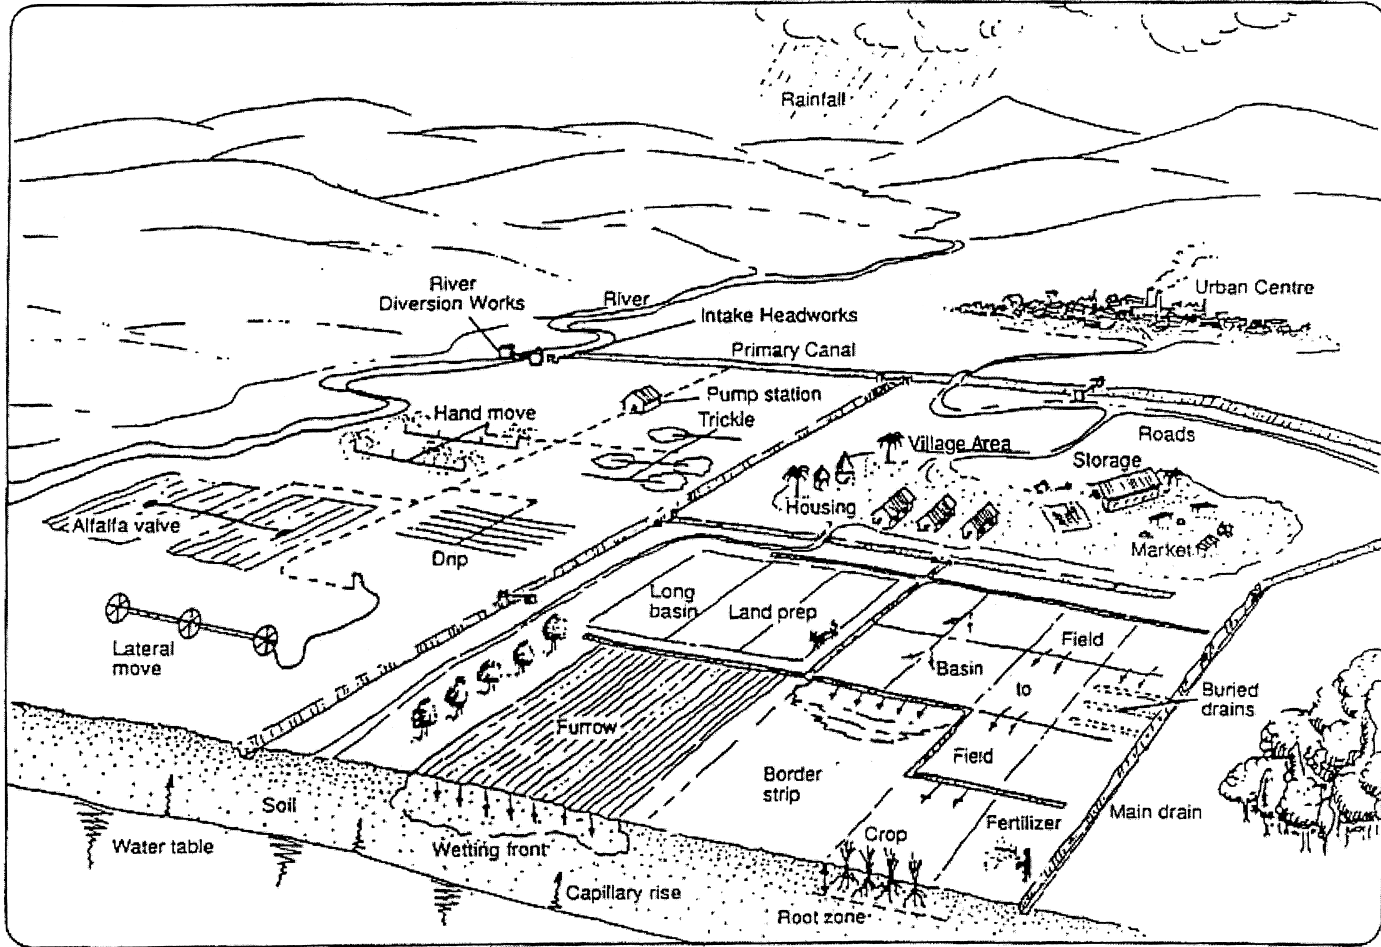 Rainfall
River
Diversion Works
River
Urban Centre
Intake Headworks
Primary Canal
Pump station
Trickle
Hand move
Roads
Village Area
Storage
Housing
Alfalfa valve
Drip
Market
Long
basin
Land prep
Field
Lateral
move
Basin
to
Buried
drains
Furrow
Field
Border
strip
Soil
Main drain
Fertilizer
Crop
Water table
Wetting front
Capillary rise
Root zone